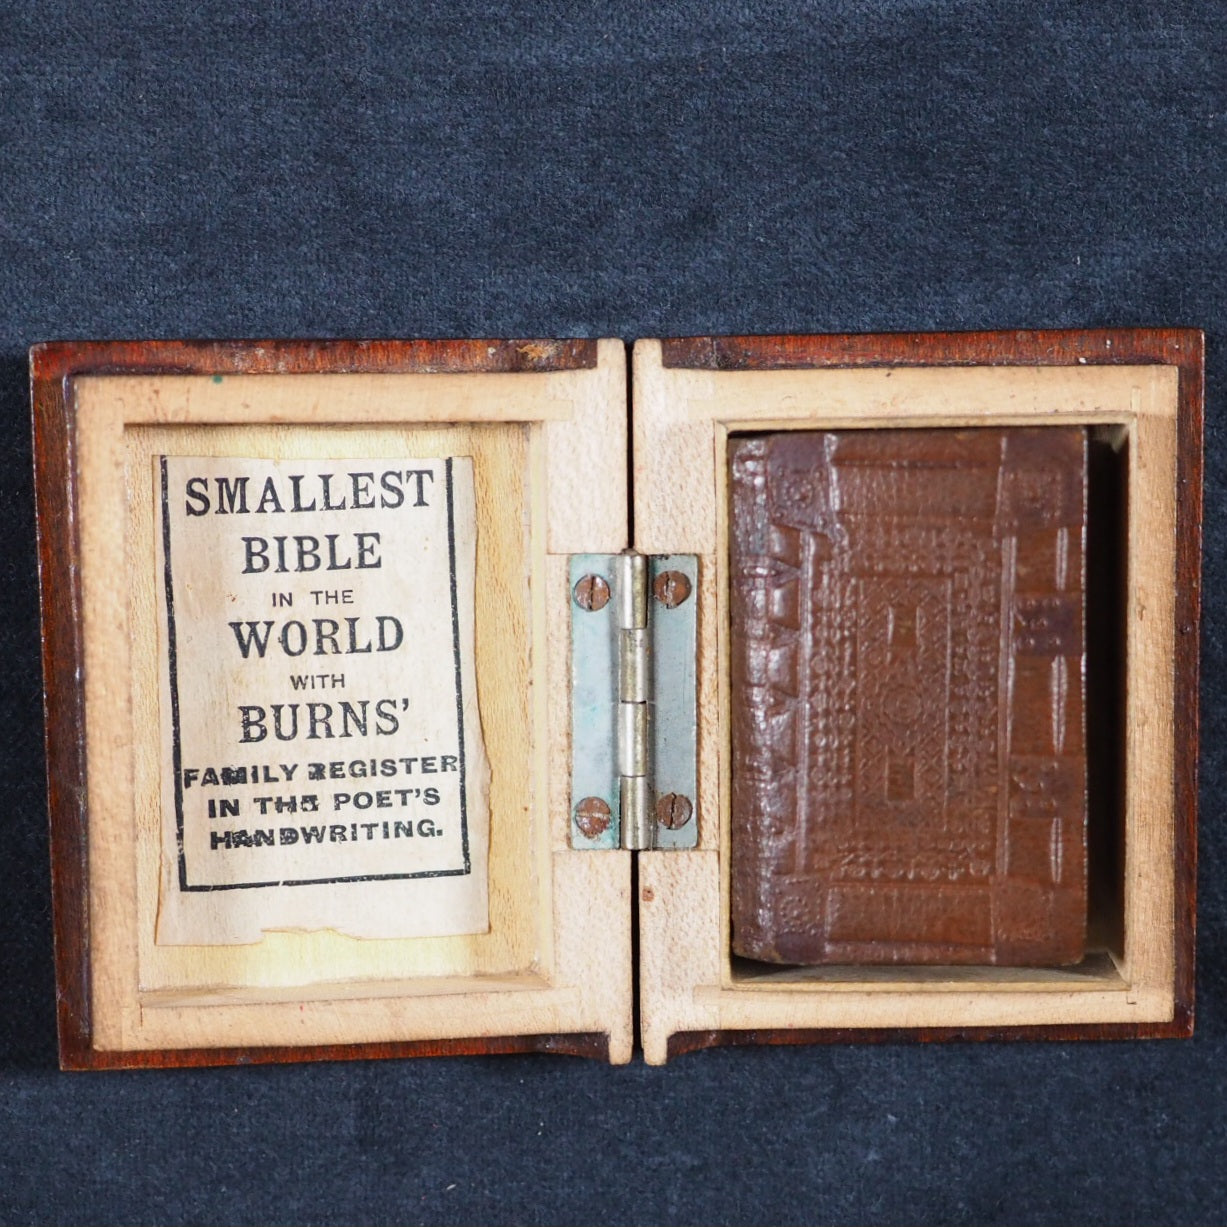 SMALLEST
BIBLE
IN THE
WORLD
WITH
BURNS'
FAMILY REGISTER
IN THE POET'S
HANDWRITING.